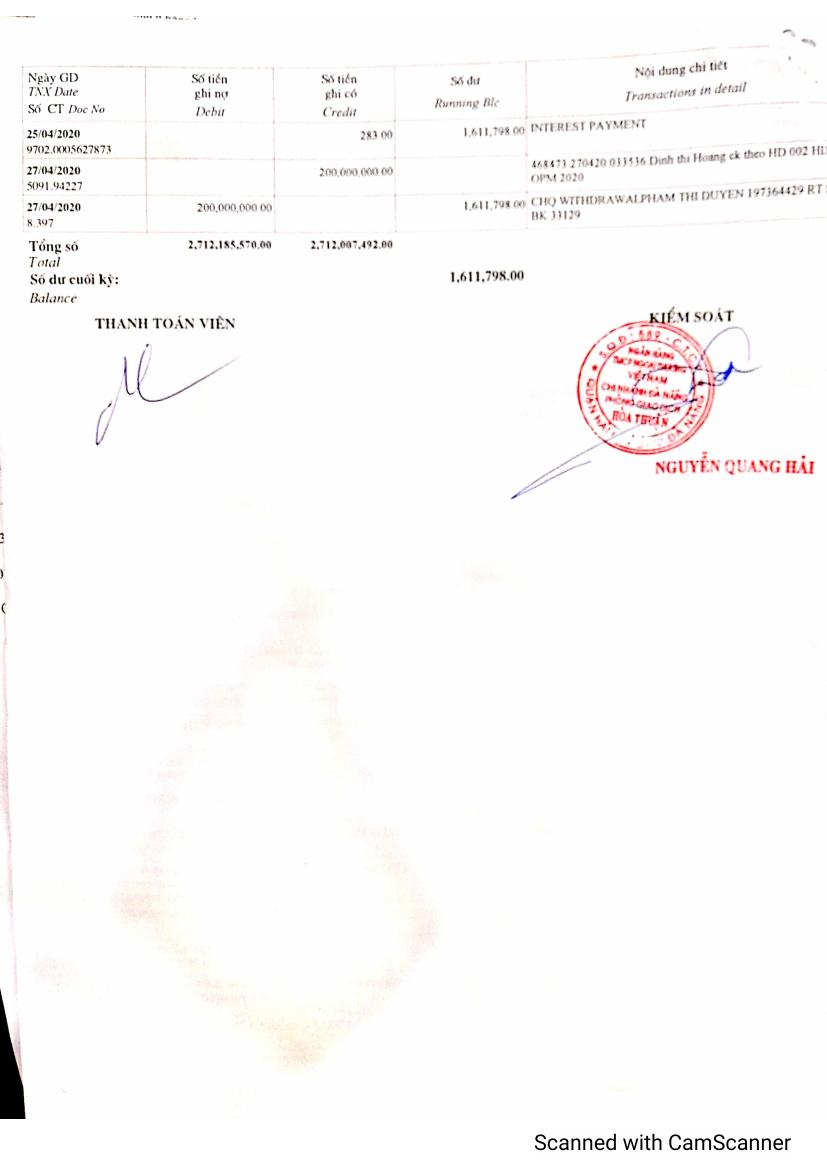 Ngày GD
TNX Date
Số CT Doc No
Số tiền
ghi nợ
Debit
Số tiền
ghi có
Credit
Số dư
Running Blc
Nội dung chi tiết
Transactions in detail
25/04/2020
9702.0005627873
283.00
1,611,798.00
INTEREST PAYMENT
27/04/2020
5091.94227
200,000,000.00
468473.270420.033536.Dinh thi Hoang ck theo HD 002 HD
OPM 2020
27/04/2020
8.397
200,000,000.00
1,611,798.00
CHQ WITHDRAWALPHAM THI DUYEN 197364429 RT
BK 33129
Tổng số 2,712,185,570.00 2,712,007,492.00
Total
Số dư cuối kỳ: 1,611,798.00
Balance
THANH TOÁN VIÊN
KIỂM SOÁT
NGÂN HÀNG
TMCP NGOẠI THƯƠNG
VIỆT NAM
CHI NHÁNH ĐÀ NẴNG
PHÒNG GIAO DỊCH
HÒA THUẬN
NGUYỄN QUANG HẢI
Scanned with CamScanner